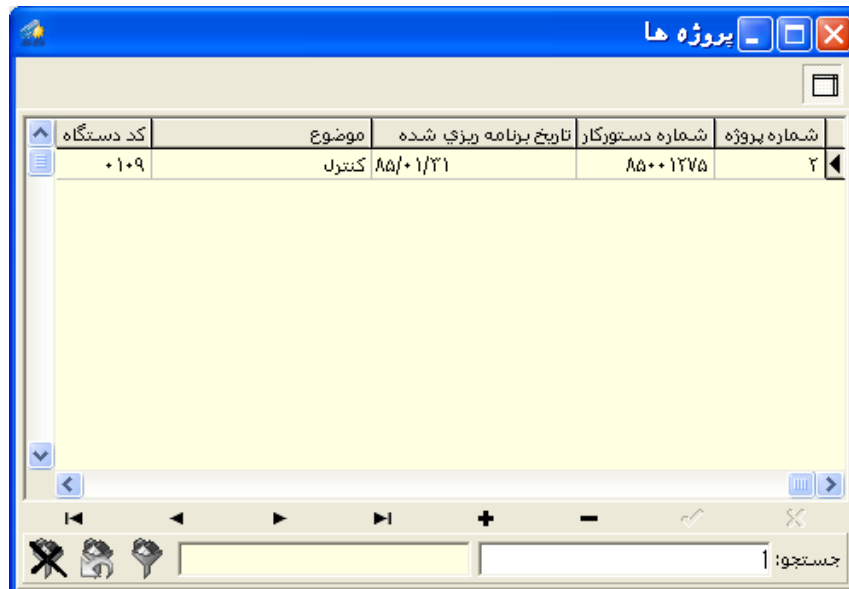 پروژه ها
شماره پروژه شماره دستورکار تاریخ برنامه ریزي شده موضوع کد دستگاه
۲ ۸۵۰۰۱۲۷۵ ۸۵/۰۱/۳۱ کنترل ۰۱۰۹
جستجو: 1